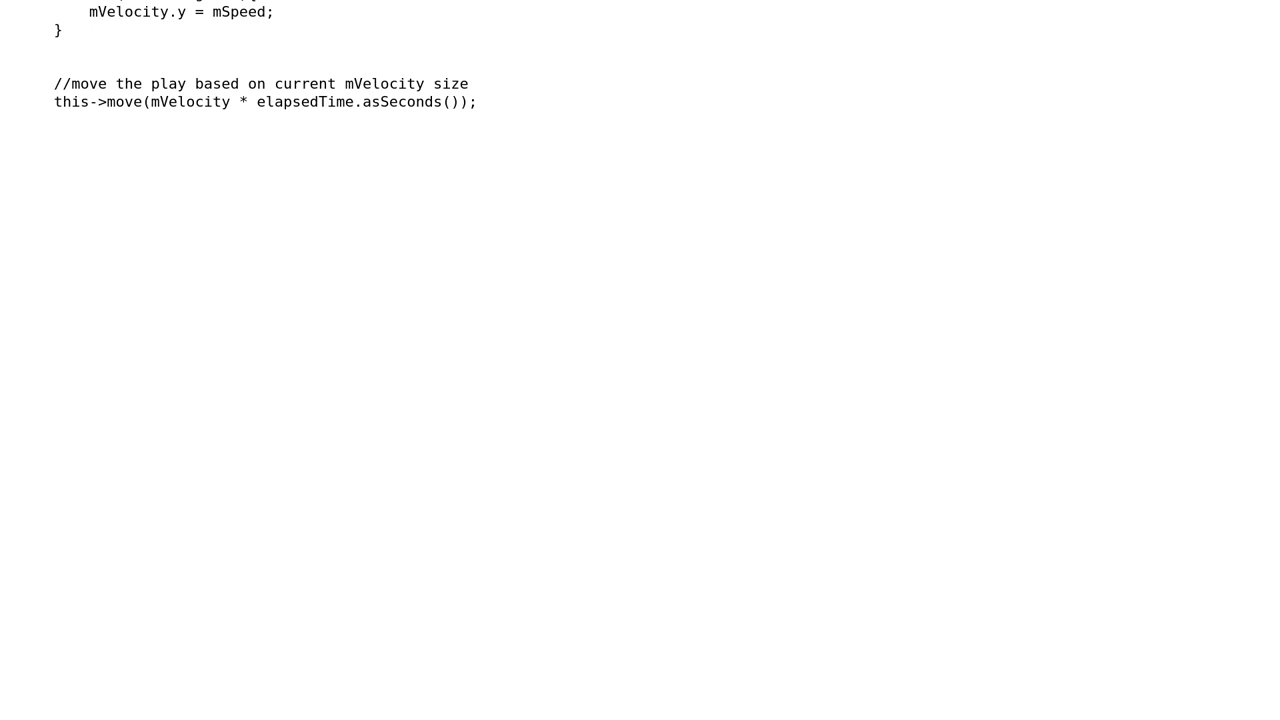 mVelocity.y = mSpeed;
}
//move the play based on current mVelocity size
this->move(mVelocity * elapsedTime.asSeconds());